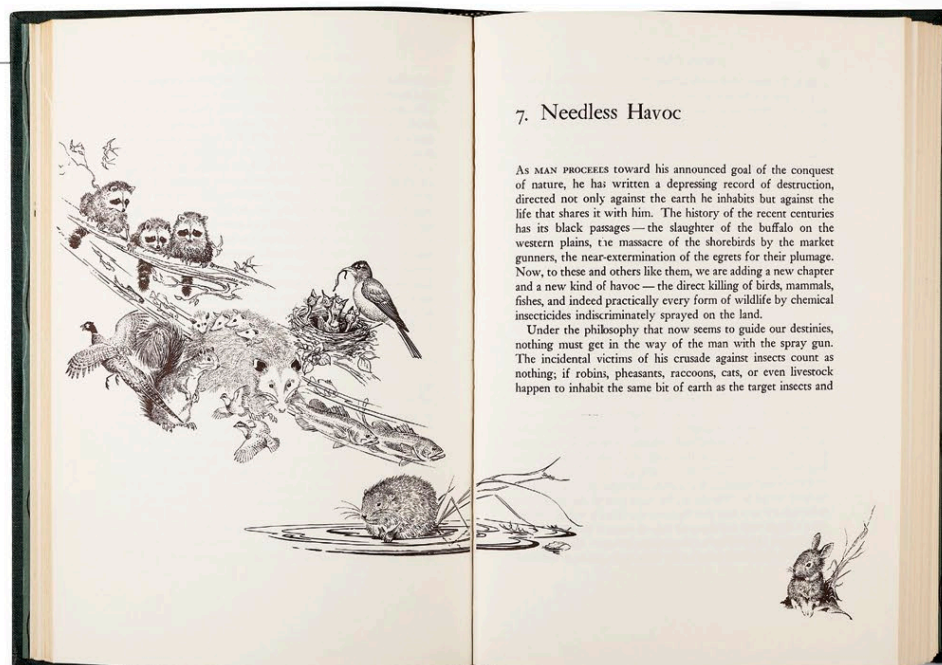 7. Needless Havoc
AS MAN PROCEEDS toward his announced goal of the conquest
of nature, he has written a depressing record of destruction,
directed not only against the earth he inhabits but against the
life that shares it with him. The history of the recent centuries
has its black passages — the slaughter of the buffalo on the
western plains, the massacre of the shorebirds by the market
gunners, the near-extermination of the egrets for their plumage.
Now, to these and others like them, we are adding a new chapter
and a new kind of havoc — the direct killing of birds, mammals,
fishes, and indeed practically every form of wildlife by chemical
insecticides indiscriminately sprayed on the land.
Under the philosophy that now seems to guide our destinies,
nothing must get in the way of the man with the spray gun.
The incidental victims of his crusade against insects count as
nothing; if robins, pheasants, raccoons, cats, or even livestock
happen to inhabit the same bit of earth as the target insects and